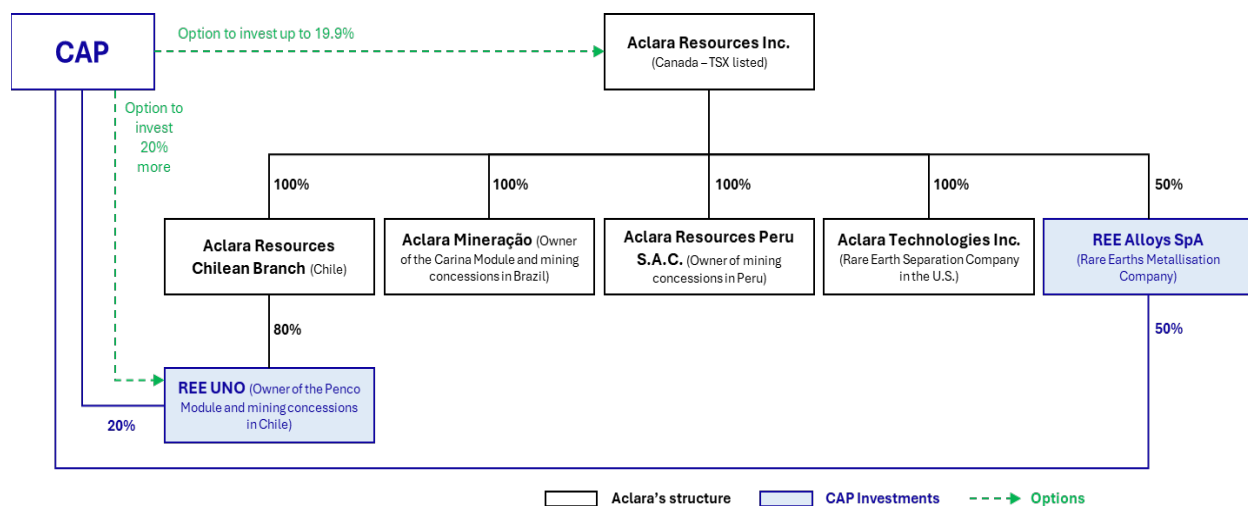 CAP
Option to invest up to 19.9%
Aclara Resources Inc.
(Canada – TSX listed)
Option to
invest
20%
more
100%
100%
100%
100%
50%
Aclara Resources
Chilean Branch (Chile)
Aclara Mineração (Owner
of the Carina Module and mining
concessions in Brazil)
Aclara Resources Peru
S.A.C. (Owner of mining
concessions in Peru)
Aclara Technologies Inc.
(Rare Earth Separation Company
in the U.S.)
REE Alloys SpA
(Rare Earths Metallisation
Company)
80%
50%
REE UNO (Owner of the Penco
Module and mining concessions
in Chile)
20%
Aclara’s structure
CAP Investments
Options